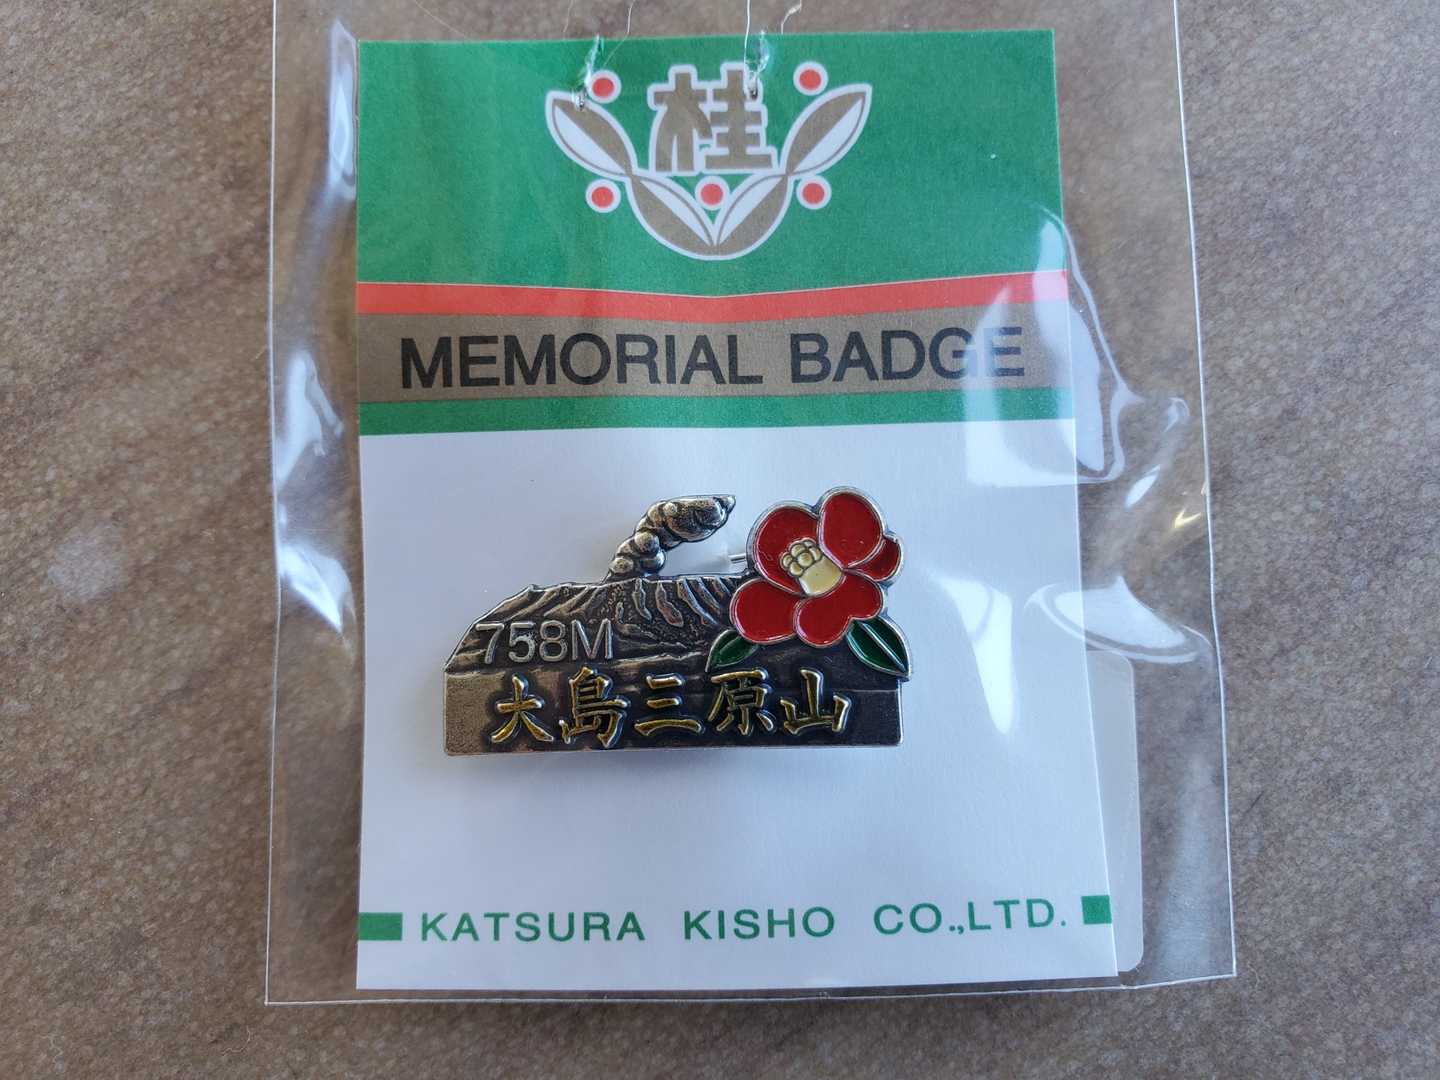 桂
MEMORIAL BADGE
758M
大島三原山
KATSURA KISHO CO.,LTD.